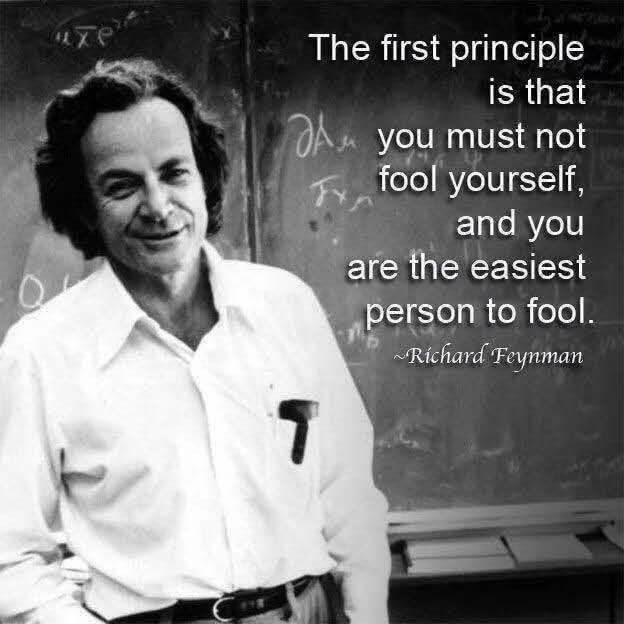 The first principle
is that
you must not
fool yourself,
and you
are the easiest
person to fool.
~Richard Feynman